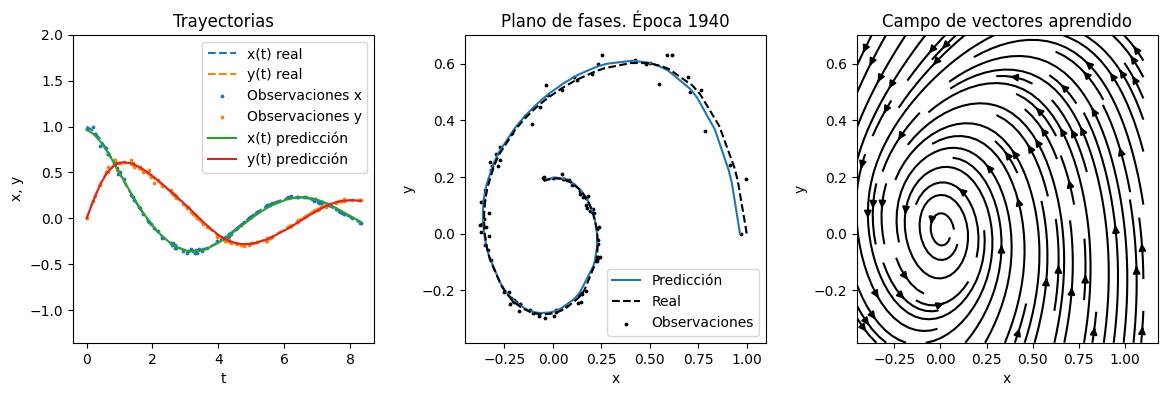 Trayectorias
2.0
1.5
1.0
0.5
0.0
−0.5
−1.0
x, y
0
2
4
6
8
t
x(t) real
y(t) real
Observaciones x
Observaciones y
x(t) predicción
y(t) predicción
Plano de fases. Época 1940
0.6
0.4
0.2
0.0
−0.2
y
−0.25
0.00
0.25
0.50
0.75
1.00
x
Predicción
Real
Observaciones
Campo de vectores aprendido
0.6
0.4
0.2
0.0
−0.2
y
−0.25
0.00
0.25
0.50
0.75
1.00
x